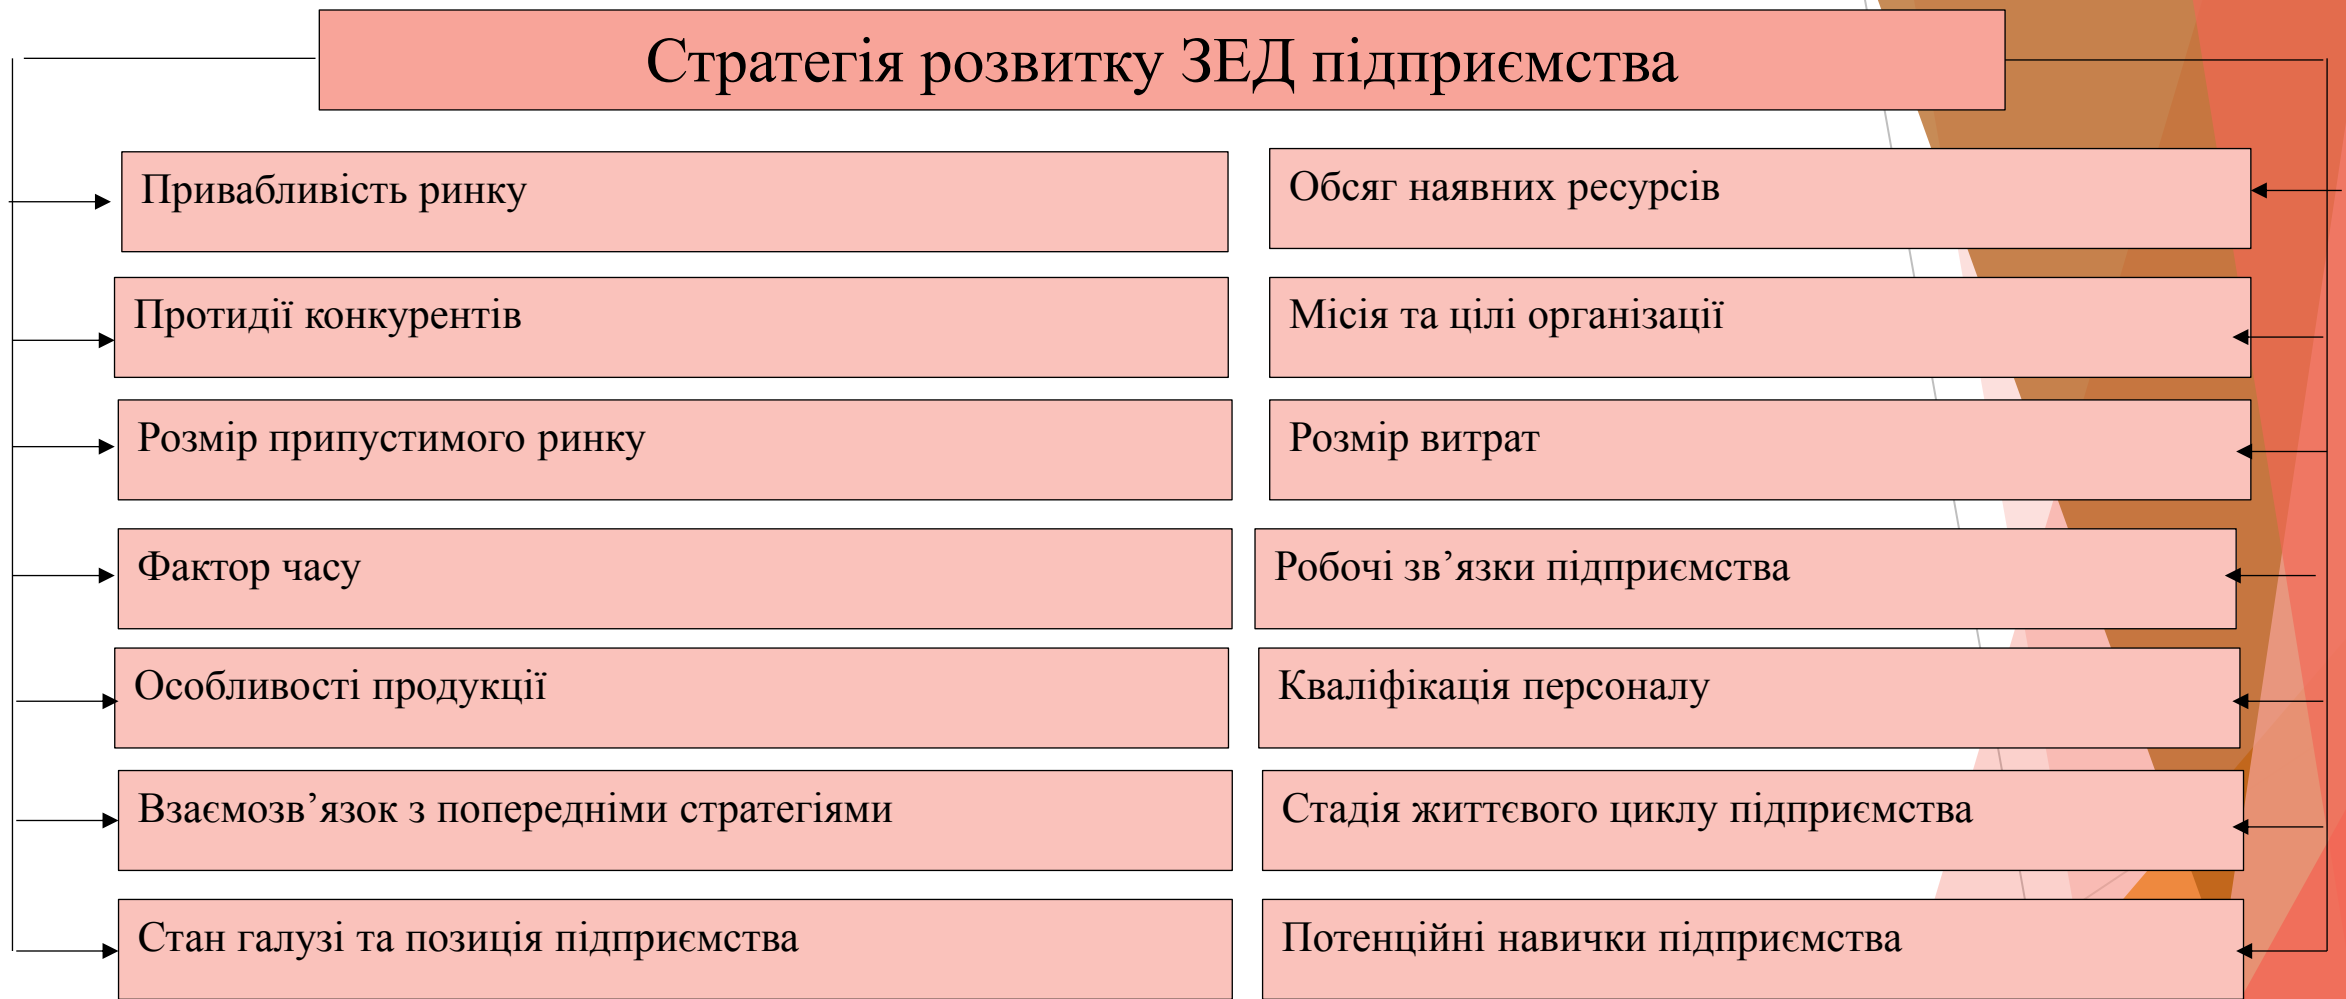 Стратегія розвитку ЗЕД підприємства
Привабливість ринку
Обсяг наявних ресурсів
Протидії конкурентів
Місія та цілі організації
Розмір припустимого ринку
Розмір витрат
Фактор часу
Робочі зв’язки підприємства
Особливості продукції
Кваліфікація персоналу
Взаємозв’язок з попередніми стратегіями
Стадія життєвого циклу підприємства
Стан галузі та позиція підприємства
Потенційні навички підприємства